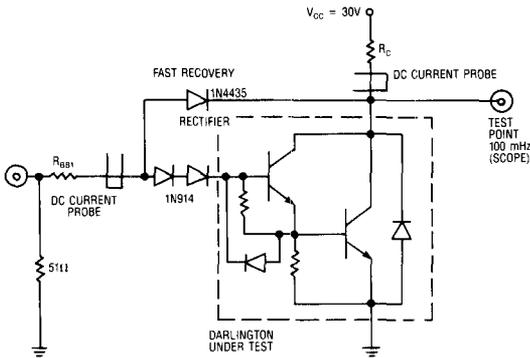 VCC = 30V
RC
FAST RECOVERY
DC CURRENT PROBE
1N4435
RECTIFIER
TEST
POINT
100 mHz
(SCOPE)
RBB1
1N914
DC CURRENT
PROBE
51Ω
DARLINGTON
UNDER TEST